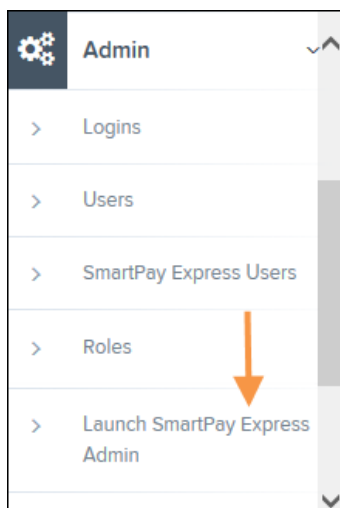 Admin
Logins
Users
SmartPay Express Users
Roles
Launch SmartPay Express
Admin